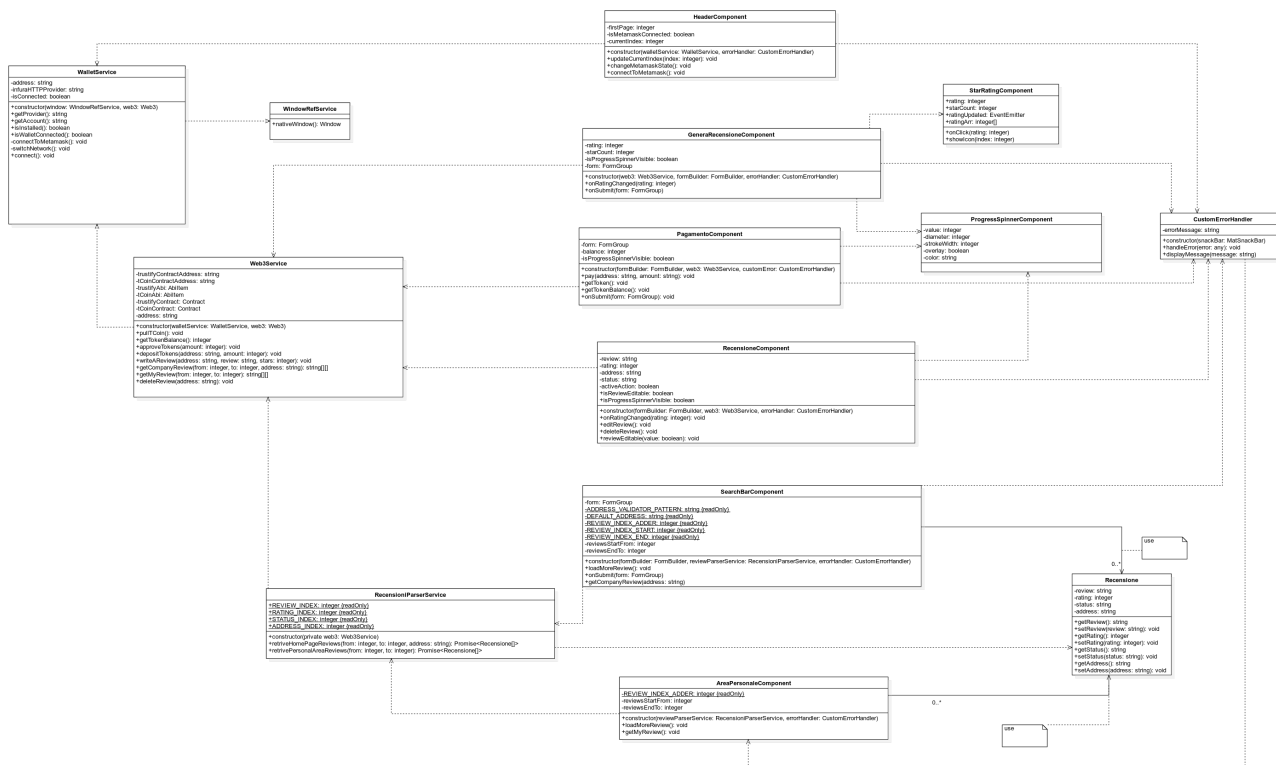 HeaderComponent
-firstPage: integer
-isMetamaskConnected: boolean
-currentIndex: integer
+constructor(walletService: WalletService, errorHandler: CustomErrorHandler)
+updateCurrentIndex(index: integer): void
+changeMetamaskState(): void
+connectToMetamask(): void
WalletService
-address: string
-infuraHTTPProvider: string
-isConnected: boolean
+constructor(window: WindowRefService, web3: Web3)
+getProvider(): string
+getAccount(): string
+isInstalled(): boolean
+isWalletConnected(): boolean
-connectToMetamask(): void
-switchNetwork(): void
+connect(): void
WindowRefService
+nativeWindow(): Window
StarRatingComponent
+rating: integer
+starCount: integer
+ratingUpdated: EventEmitter
+ratingArr: integer[]
+onClick(rating: integer)
+showIcon(index: integer)
GeneraRecensioneComponent
-rating: integer
-starCount: integer
-isProgressSpinnerVisible: boolean
-form: FormGroup
+constructor(web3: Web3Service, formBuilder: FormBuilder, errorHandler: CustomErrorHandler)
+onRatingChanged(rating: integer)
+onSubmit(form: FormGroup)
ProgressSpinnerComponent
-value: integer
-diameter: integer
-strokeWidth: integer
-overlay: boolean
-color: string
CustomErrorHandler
-errorMessage: string
+constructor(snackBar: MatSnackBar)
+handleError(error: any): void
+displayMessage(message: string)
PagamentoComponent
-form: FormGroup
-balance: integer
-isProgressSpinnerVisible: boolean
+constructor(formBuilder: FormBuilder, web3: Web3Service, customError: CustomErrorHandler)
+pay(address: string, amount: string): void
+getToken(): void
+getTokenBalance(): void
+onSubmit(form: FormGroup): void
Web3Service
-trustifyContractAddress: string
-tCoinContractAddress: string
-trustifyAbi: AbiItem
-tCoinAbi: AbiItem
-trustifyContract: Contract
-tCoinContract: Contract
-address: string
+constructor(walletService: WalletService, web3: Web3)
+pullTCoin(): void
+getTokenBalance(): integer
+approveTokens(amount: integer): void
+depositTokens(address: string, amount: integer): void
+writeAReview(address: string, review: string, stars: integer): void
+getCompanyReview(from: integer, to: integer, address: string): string[][]
+getMyReview(from: integer, to: integer): string[][]
+deleteReview(address: string): void
RecensioneComponent
-review: string
-rating: integer
-address: string
-status: string
-activeAction: boolean
+isReviewEditable: boolean
+isProgressSpinnerVisible: boolean
+constructor(formBuilder: FormBuilder, web3: Web3Service, errorHandler: CustomErrorHandler)
+onRatingChanged(rating: integer): void
+editReview(): void
+deleteReview(): void
+reviewEditable(value: boolean): void
SearchBarComponent
-form: FormGroup
-ADDRESS_VALIDATOR_PATTERN: string {readOnly}
-DEFAULT_ADDRESS: string {readOnly}
-REVIEW_INDEX_ADDER: integer {readOnly}
-REVIEW_INDEX_START: integer {readOnly}
-REVIEW_INDEX_END: integer {readOnly}
-reviewsStartFrom: integer
-reviewsEndTo: integer
+constructor(formBuilder: FormBuilder, reviewParserService: RecensioniParserService, errorHandler: CustomErrorHandler)
+loadMoreReview(): void
+onSubmit(form: FormGroup)
+getCompanyReview(address: string)
use
0..*
Recensione
-review: string
-rating: integer
-status: string
-address: string
+getReview(): string
+setReview(review: string): void
+getRating(): integer
+setRating(rating: integer): void
+getStatus(): string
+setStatus(status: string): void
+getAddress(): string
+setAddress(address: string): void
RecensioniParserService
+REVIEW_INDEX: integer {readOnly}
+RATING_INDEX: integer {readOnly}
+STATUS_INDEX: integer {readOnly}
+ADDRESS_INDEX: integer {readOnly}
+constructor(private web3: Web3Service)
+retriveHomePageReviews(from: integer, to: integer, address: string): Promise<Recensione[]>
+retrivePersonalAreaReviews(from: integer, to: integer): Promise<Recensione[]>
AreaPersonaleComponent
-REVIEW_INDEX_ADDER: integer {readOnly}
-reviewsStartFrom: integer
-reviewsEndTo: integer
+constructor(reviewParserService: RecensioniParserService, errorHandler: CustomErrorHandler)
+loadMoreReview(): void
+getMyReview(): void
0..*
use